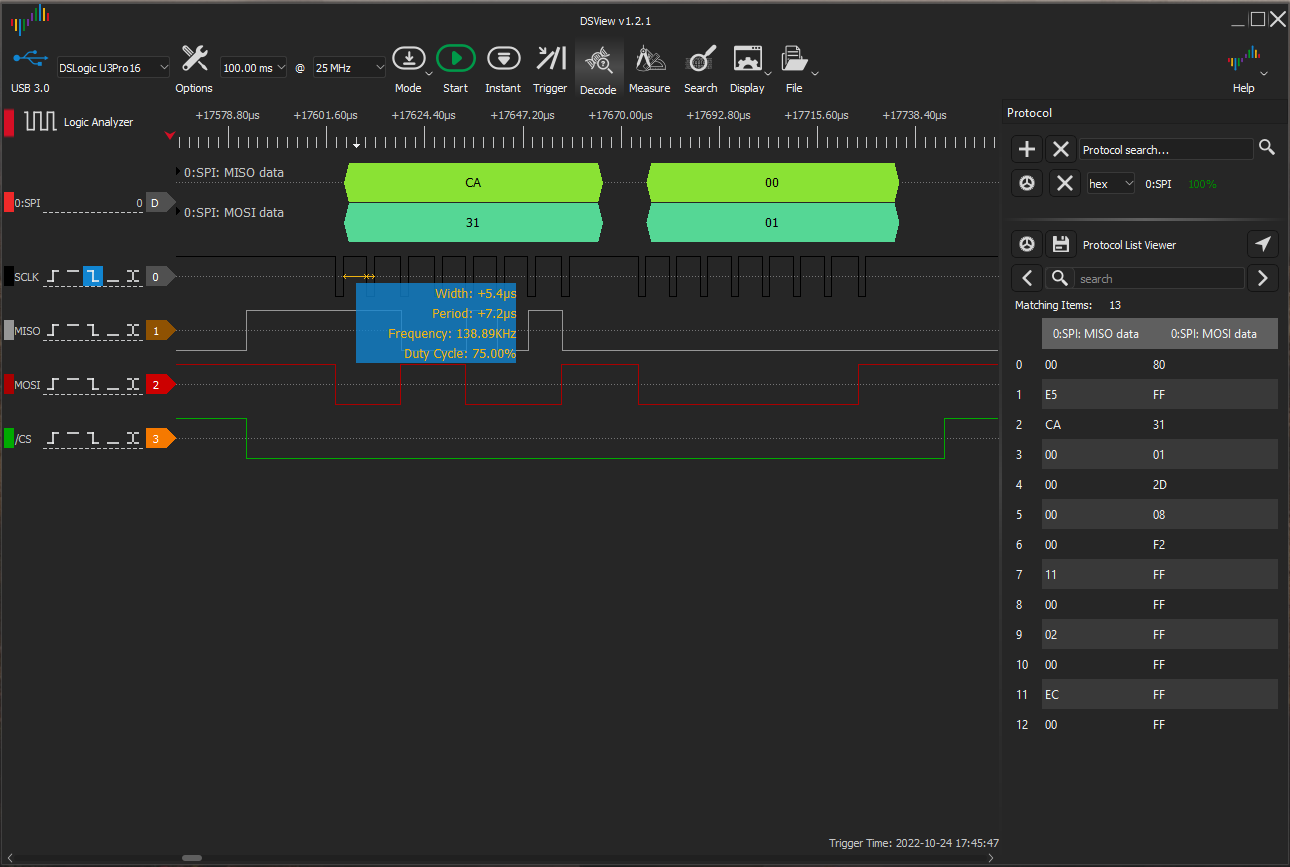 DSView v1.2.1
DSLogic U3Pro16
100.00 ms
@
25 MHz
USB 3.0
Options
Mode
Start
Instant
Trigger
Decode
Measure
Search
Display
File
Help
Logic Analyzer
+17578.80µs
+17601.60µs
+17624.40µs
+17647.20µs
+17670.00µs
+17692.80µs
+17715.60µs
+17738.40µs
0:SPI: MISO data
CA
00
0:SPI
0
D
0:SPI: MOSI data
31
01
SCLK
0
Width: +5.4µs
Period: +7.2µs
Frequency: 138.89KHz
Duty Cycle: 75.00%
MISO
1
MOSI
2
/CS
3
Trigger Time: 2022-10-24 17:45:47
Protocol
Protocol search...
hex
0:SPI
100%
Protocol List Viewer
search
Matching Items: 13
0:SPI: MISO data 0:SPI: MOSI data
0 00 80
1 E5 FF
2 CA 31
3 00 01
4 00 2D
5 00 08
6 00 F2
7 11 FF
8 00 FF
9 02 FF
10 00 FF
11 EC FF
12 00 FF